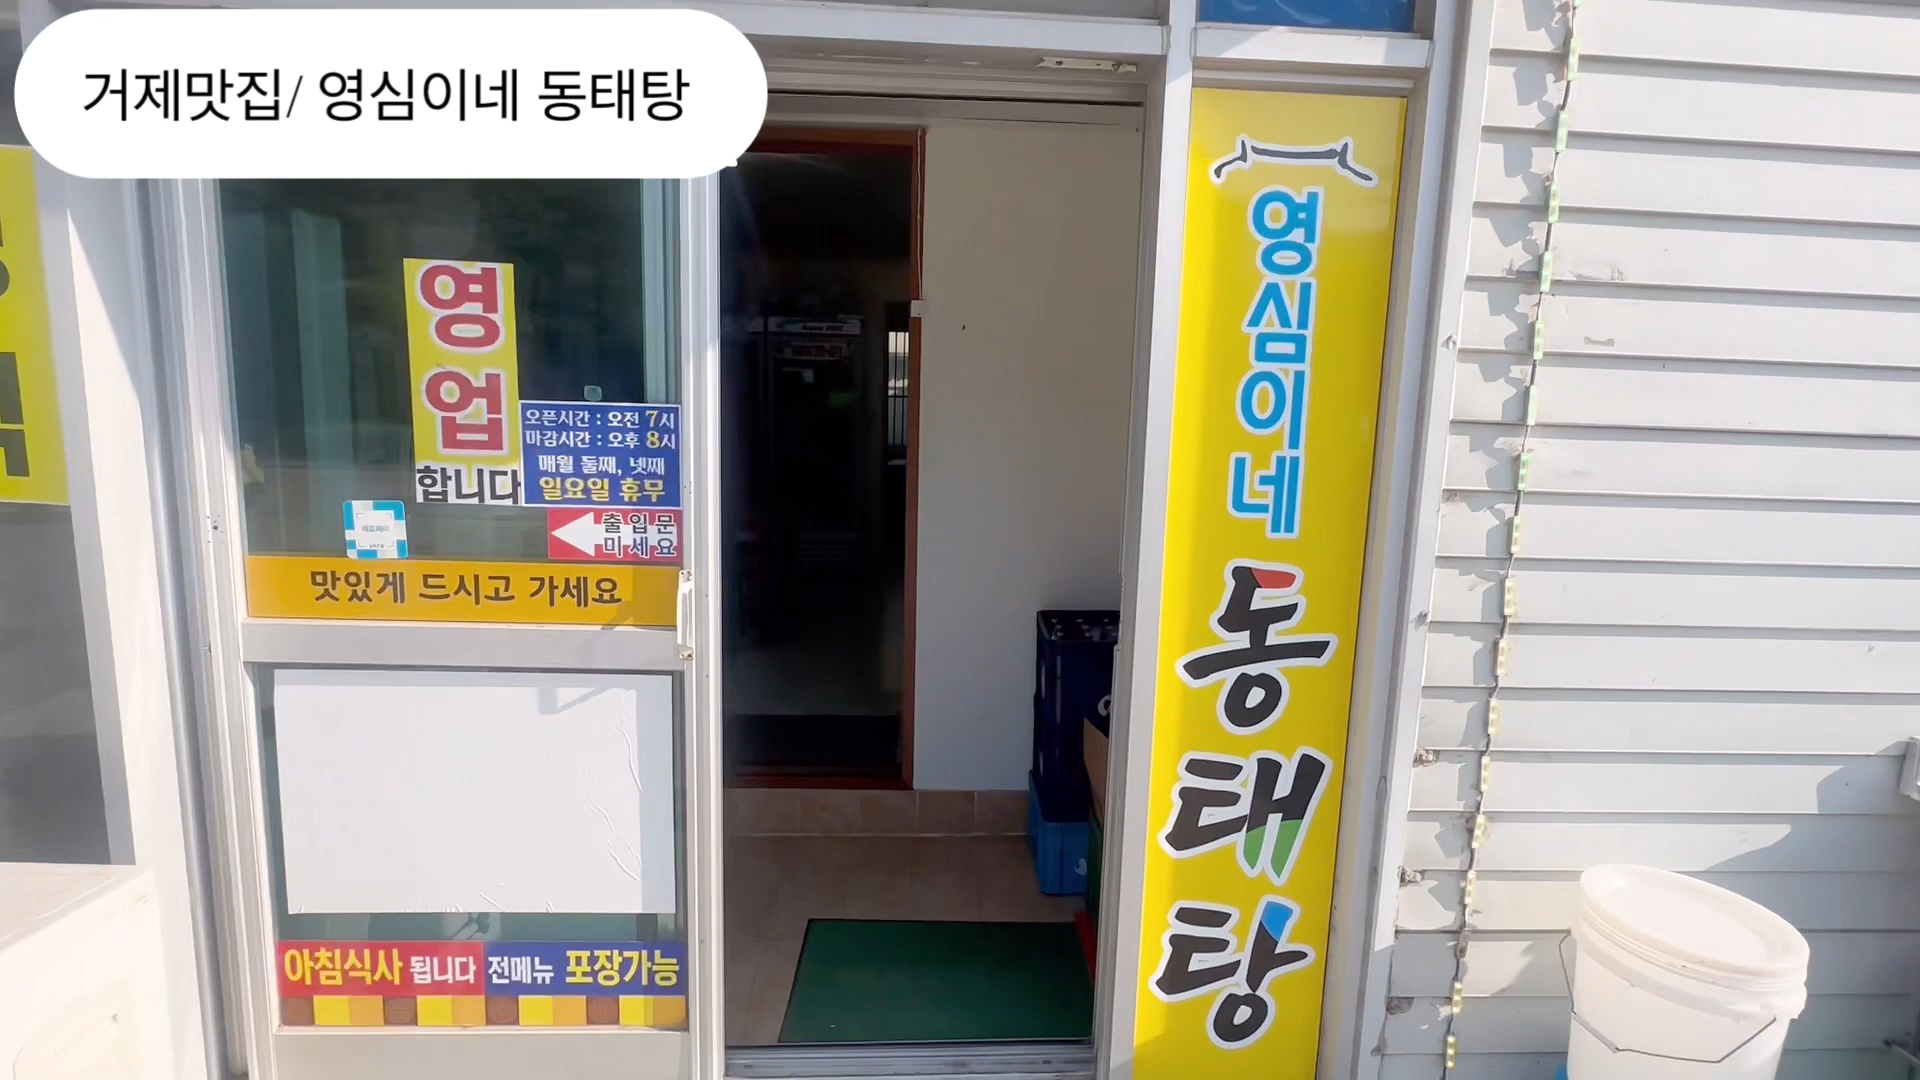 거제맛집/ 영심이네 동태탕
영업
합니다
오픈시간 : 오전 7시
마감시간 : 오후 8시
매월 둘째, 넷째
일요일 휴무
출입문
미세요
맛있게 드시고 가세요
아침식사 됩니다 전메뉴 포장가능
영심이네
동태탕